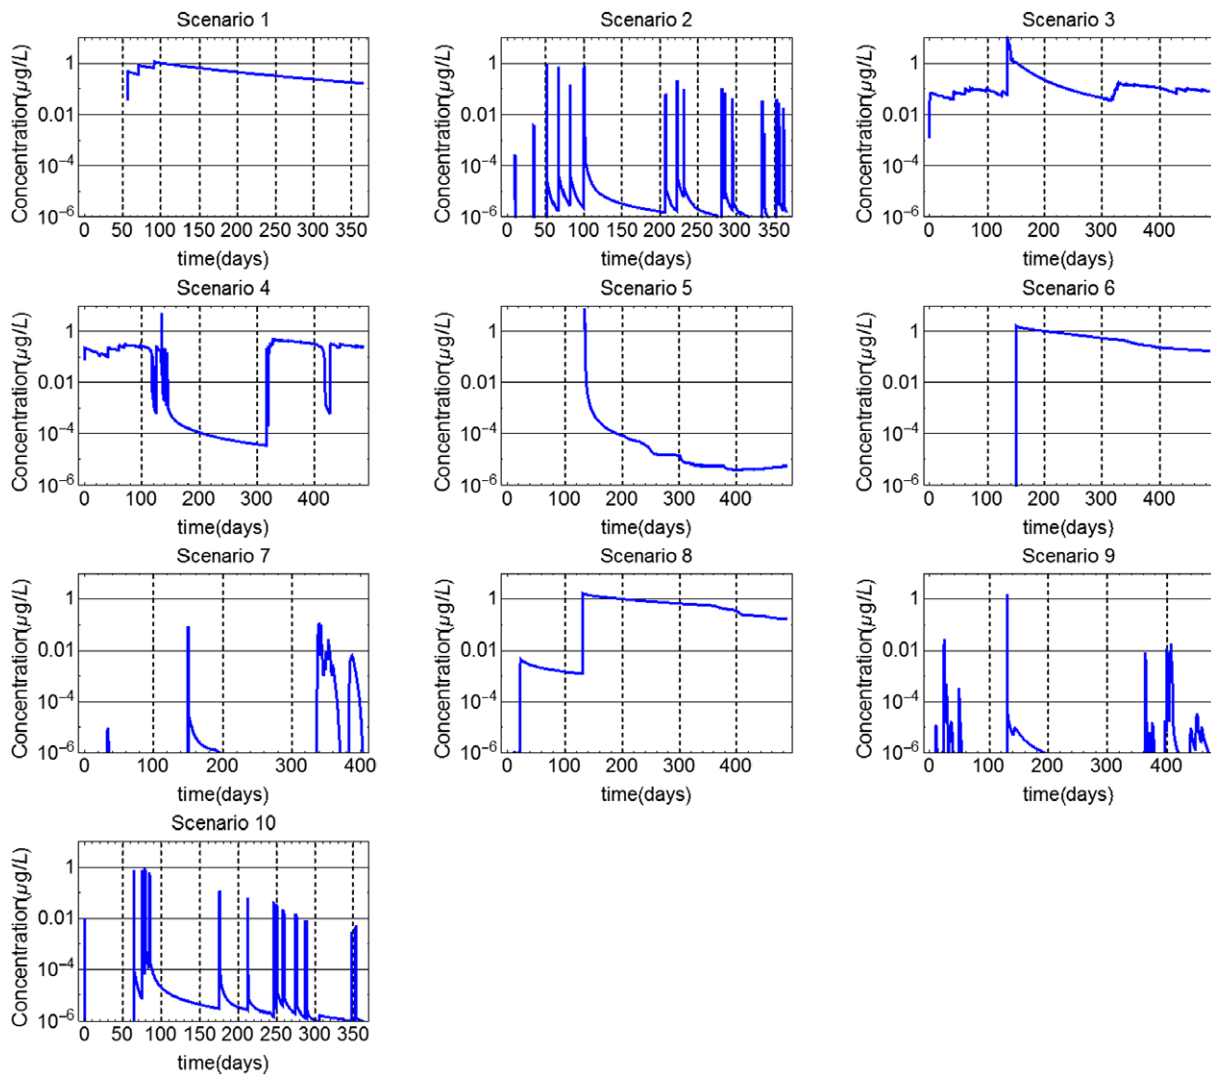 Scenario 1
Concentration(µg/L)
1
0.01
10⁻⁴
10⁻⁶
0 50 100 150 200 250 300 350
time(days)
Scenario 2
Concentration(µg/L)
1
0.01
10⁻⁴
10⁻⁶
0 50 100 150 200 250 300 350
time(days)
Scenario 3
Concentration(µg/L)
1
0.01
10⁻⁴
10⁻⁶
0 100 200 300 400
time(days)
Scenario 4
Concentration(µg/L)
1
0.01
10⁻⁴
10⁻⁶
0 100 200 300 400
time(days)
Scenario 5
Concentration(µg/L)
1
0.01
10⁻⁴
10⁻⁶
0 100 200 300 400
time(days)
Scenario 6
Concentration(µg/L)
1
0.01
10⁻⁴
10⁻⁶
0 100 200 300 400
time(days)
Scenario 7
Concentration(µg/L)
1
0.01
10⁻⁴
10⁻⁶
0 100 200 300 400
time(days)
Scenario 8
Concentration(µg/L)
1
0.01
10⁻⁴
10⁻⁶
0 100 200 300 400
time(days)
Scenario 9
Concentration(µg/L)
1
0.01
10⁻⁴
10⁻⁶
0 100 200 300 400
time(days)
Scenario 10
Concentration(µg/L)
1
0.01
10⁻⁴
10⁻⁶
0 50 100 150 200 250 300 350
time(days)